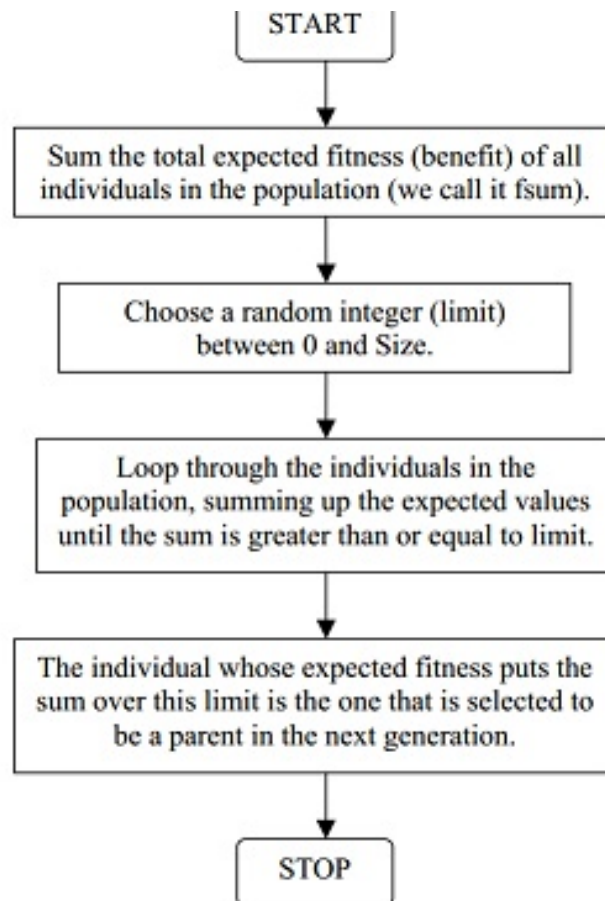 START
Sum the total expected fitness (benefit) of all
individuals in the population (we call it fsum).
Choose a random integer (limit)
between 0 and Size.
Loop through the individuals in the
population, summing up the expected values
until the sum is greater than or equal to limit.
The individual whose expected fitness puts the
sum over this limit is the one that is selected to
be a parent in the next generation.
STOP